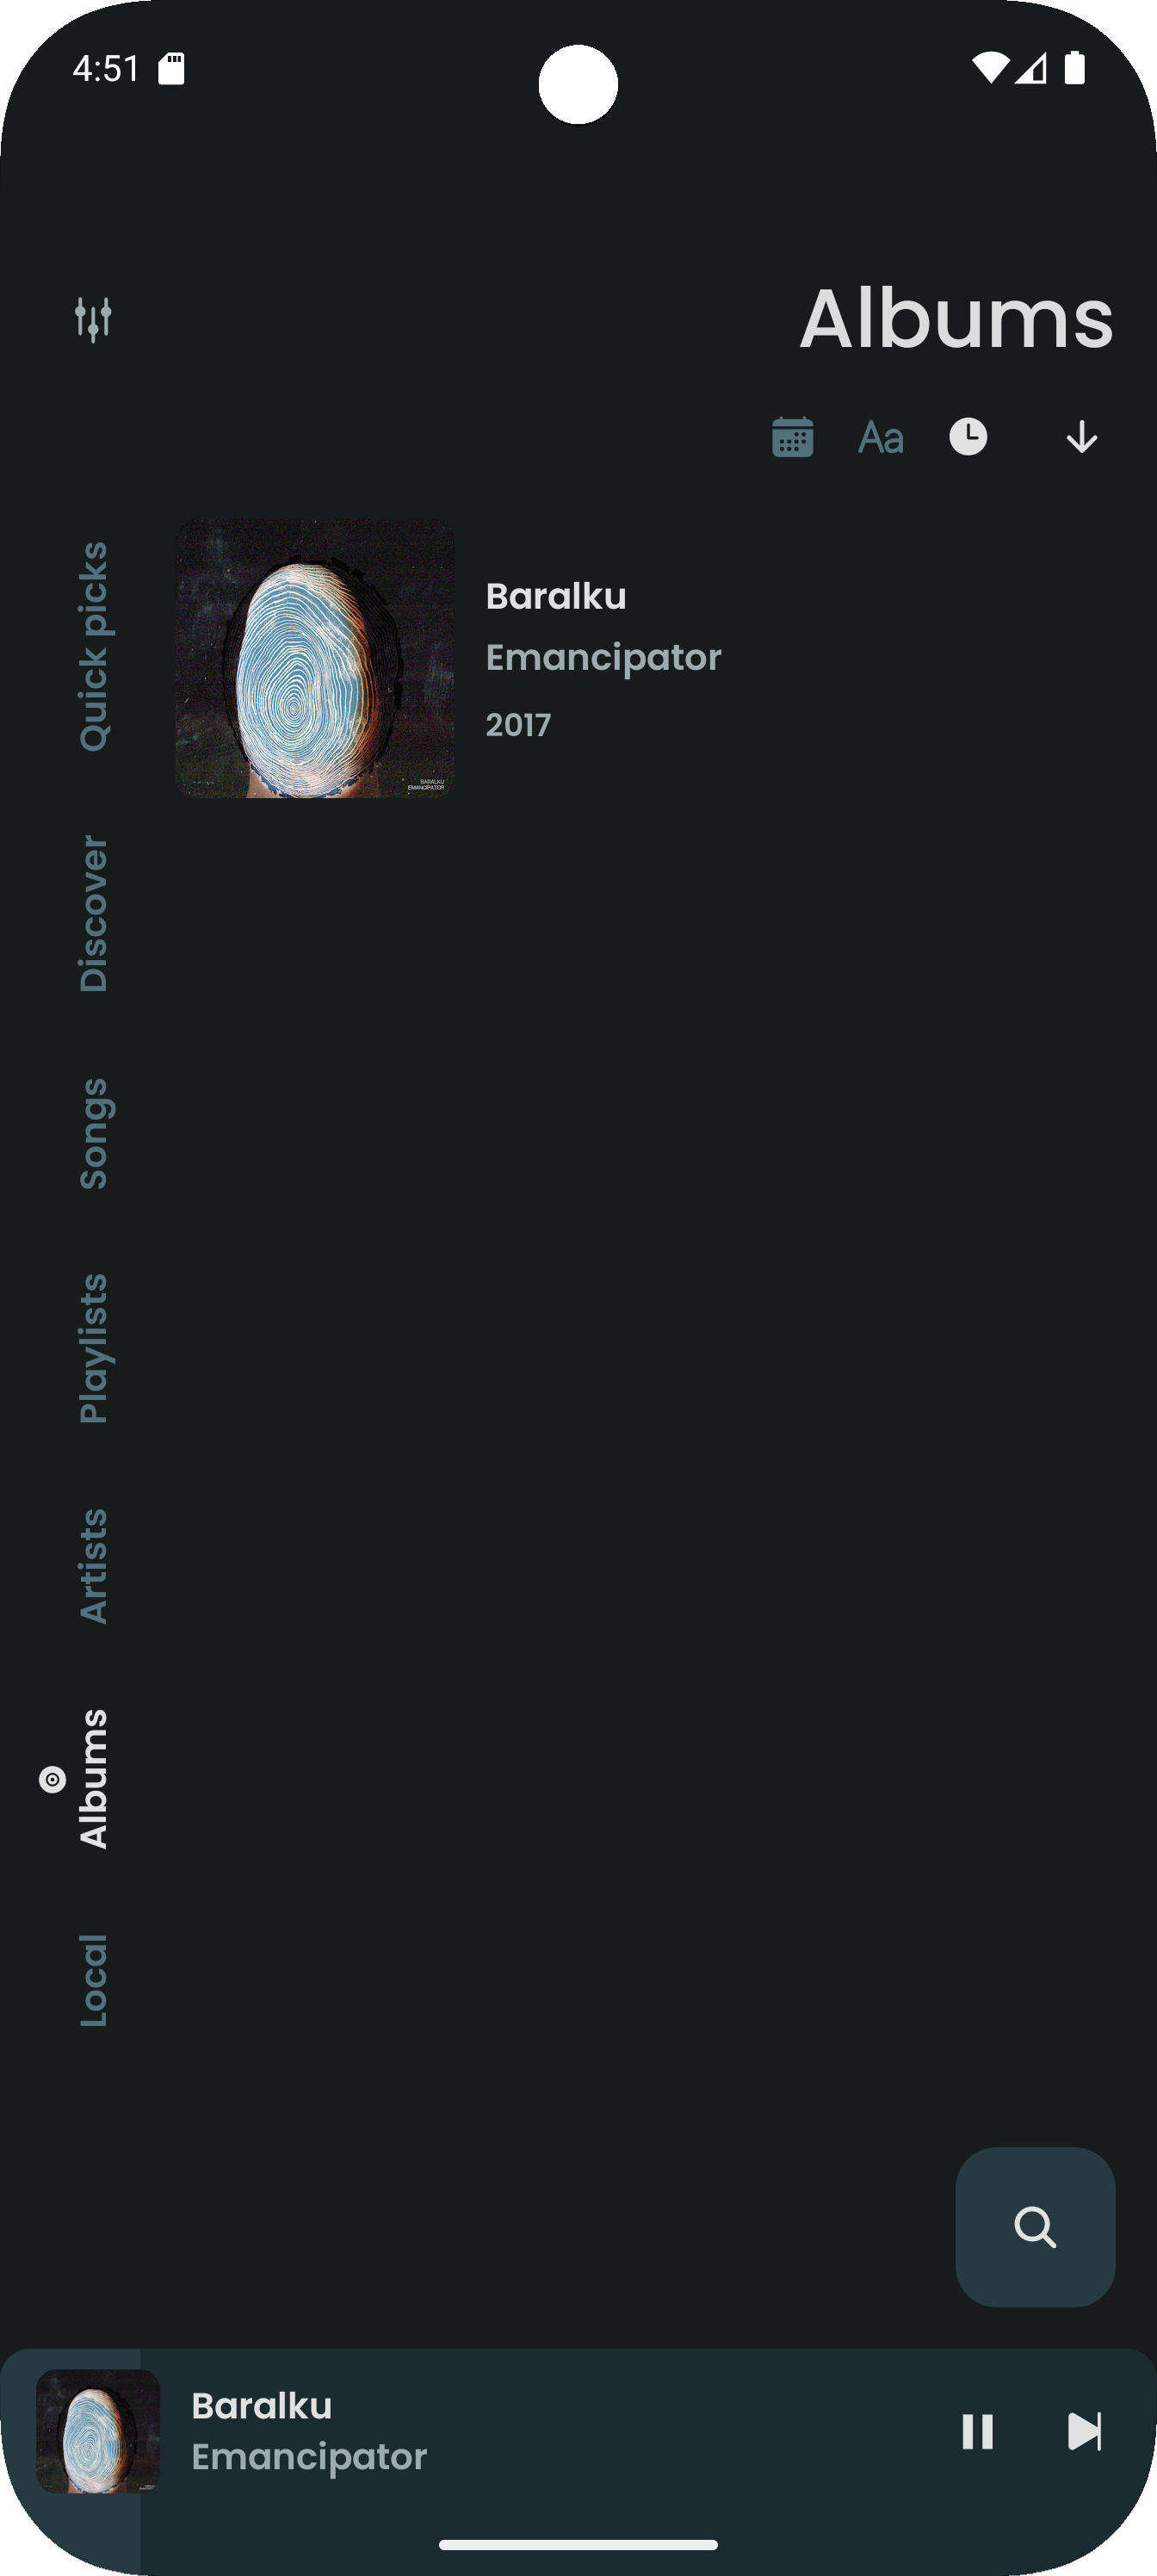 4:51
Albums
Aa
Quick picks
Discover
Songs
Playlists
Artists
Albums
Local
Baralku
Emancipator
2017
BARALKU
EMANCIPATOR
Baralku
Emancipator